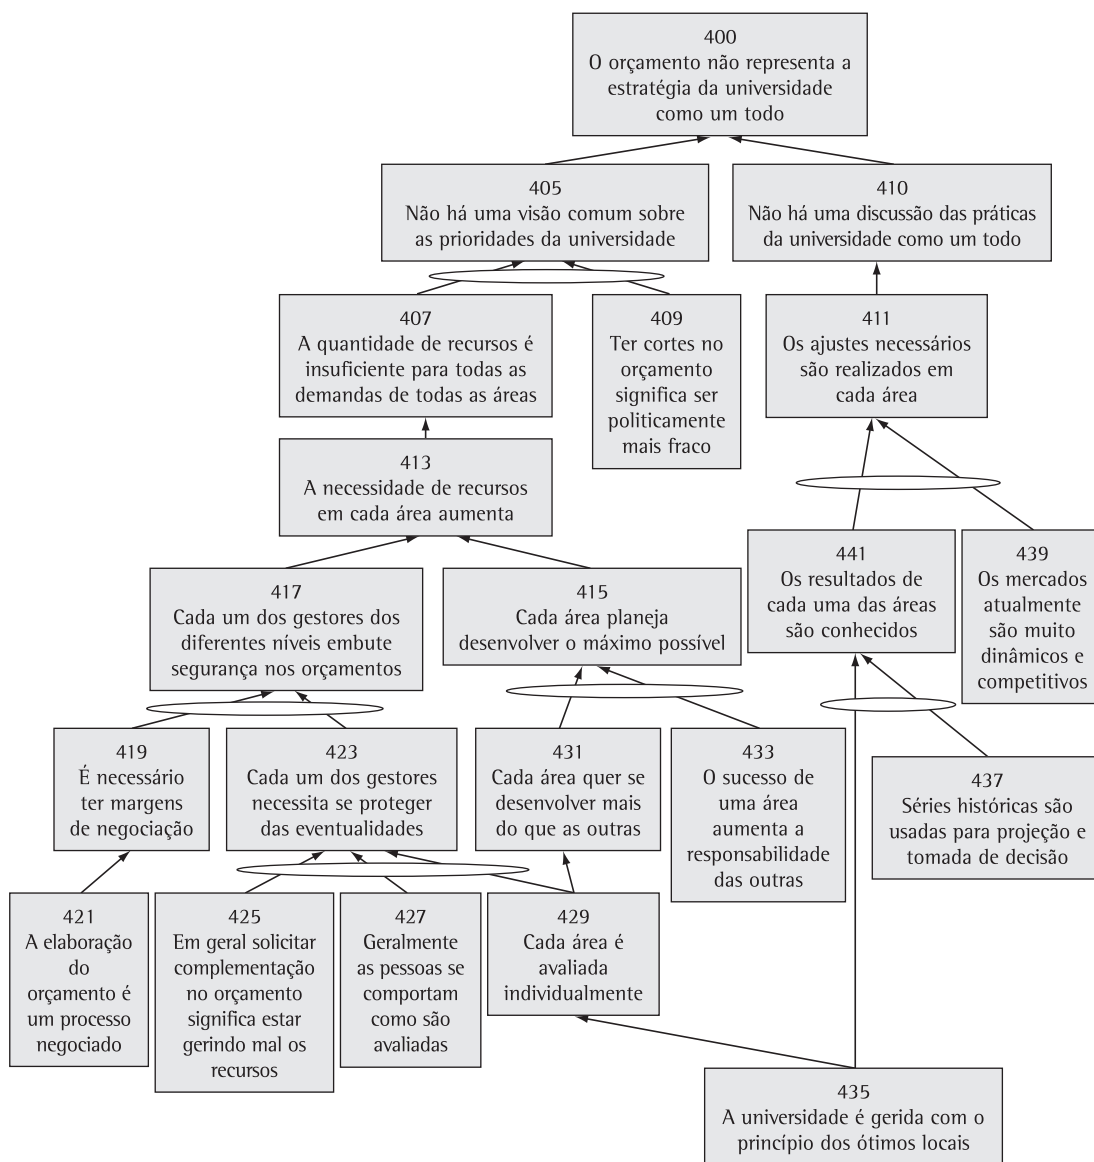 400
O orçamento não representa a
estratégia da universidade
como um todo
405
Não há uma visão comum sobre
as prioridades da universidade
410
Não há uma discussão das práticas
da universidade como um todo
407
A quantidade de recursos é
insuficiente para todas as
demandas de todas as áreas
409
Ter cortes no
orçamento
significa ser
politicamente
mais fraco
411
Os ajustes necessários
são realizados em
cada área
413
A necessidade de recursos
em cada área aumenta
441
Os resultados de
cada uma das áreas
são conhecidos
439
Os mercados
atualmente
são muito
dinâmicos e
competitivos
417
Cada um dos gestores dos
diferentes níveis embute
segurança nos orçamentos
415
Cada área planeja
desenvolver o máximo possível
419
É necessário
ter margens
de negociação
423
Cada um dos gestores
necessita se proteger
das eventualidades
431
Cada área quer se
desenvolver mais
do que as outras
433
O sucesso de
uma área
aumenta a
responsabilidade
das outras
437
Séries históricas são
usadas para projeção e
tomada de decisão
421
A elaboração
do
orçamento é
um processo
negociado
425
Em geral solicitar
complementação
no orçamento
significa estar
gerindo mal os
recursos
427
Geralmente
as pessoas se
comportam
como são
avaliadas
429
Cada área é
avaliada
individualmente
435
A universidade é gerida com o
princípio dos ótimos locais